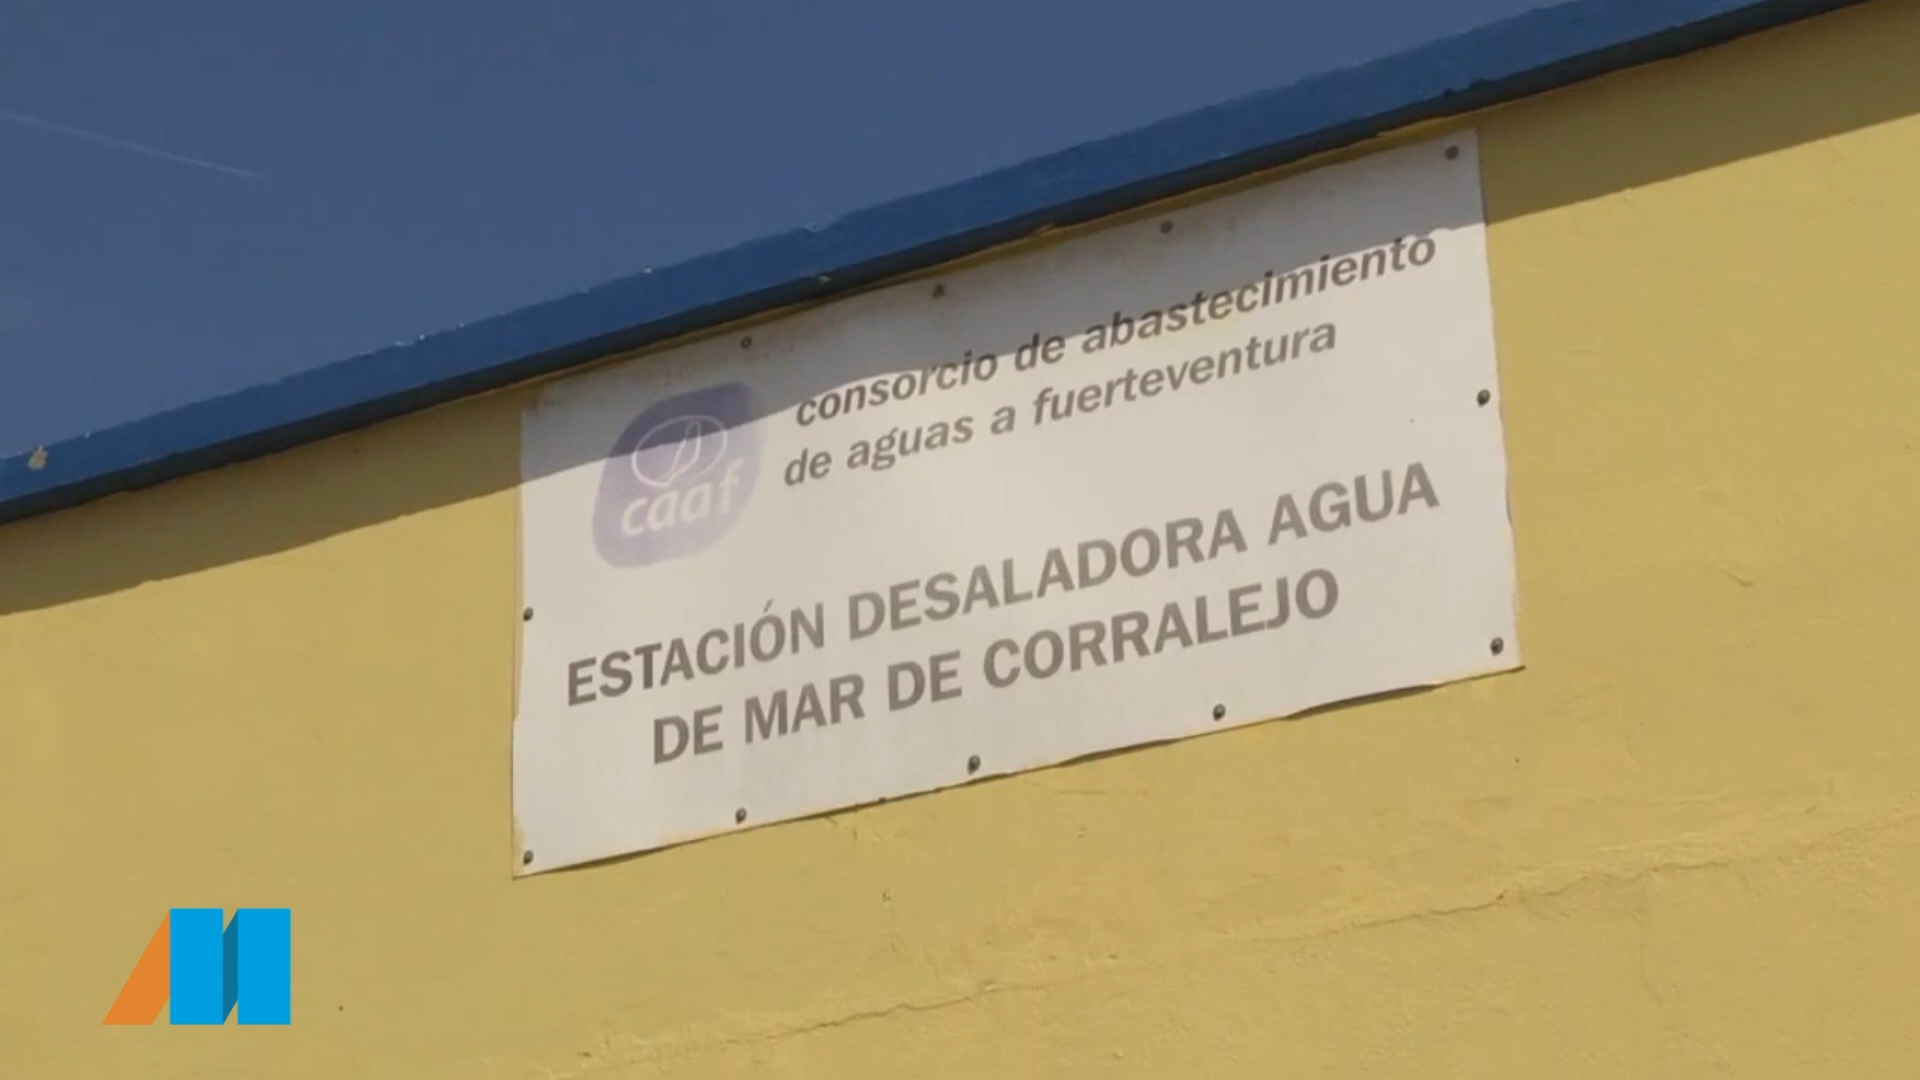 consorcio de abastecimiento
de aguas a fuerteventura
caaf
ESTACIÓN DESALADORA AGUA
DE MAR DE CORRALEJO